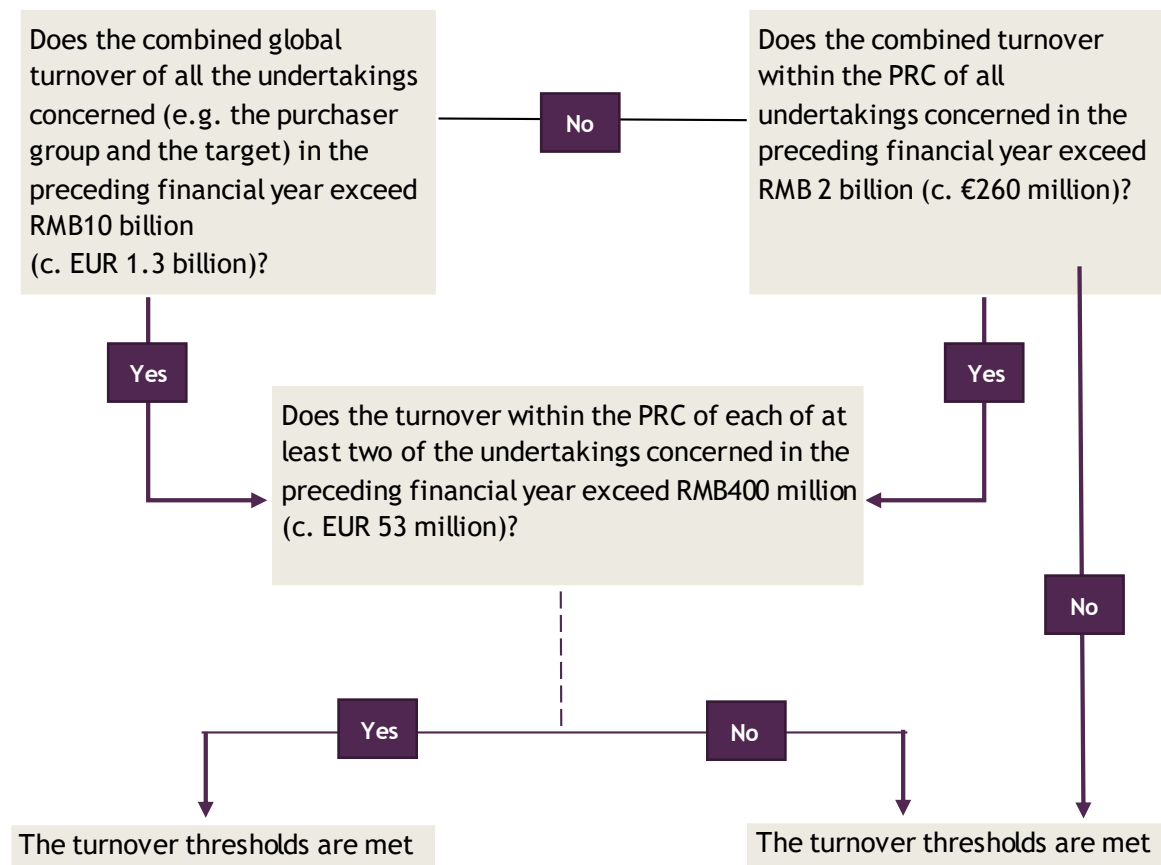 Does the combined global
turnover of all the undertakings
concerned (e.g. the purchaser
group and the target) in the
preceding financial year exceed
RMB10 billion
(c. EUR 1.3 billion)?
No
Does the combined turnover
within the PRC of all
undertakings concerned in the
preceding financial year exceed
RMB 2 billion (c. €260 million)?
Yes
Yes
Does the turnover within the PRC of each of at
least two of the undertakings concerned in the
preceding financial year exceed RMB400 million
(c. EUR 53 million)?
No
Yes
No
The turnover thresholds are met
The turnover thresholds are met